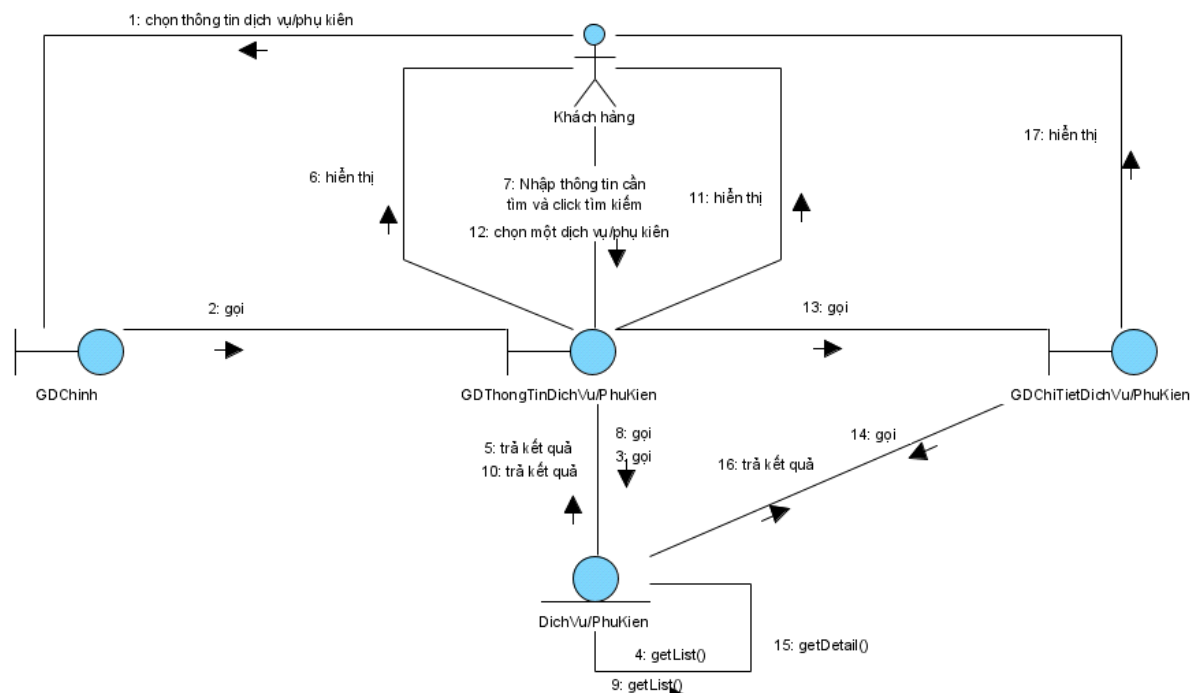 1: chọn thông tin dịch vụ/phụ kiên
Khách hàng
17: hiển thị
6: hiển thị
7: Nhập thông tin cần
tìm và click tìm kiếm
11: hiển thị
12: chọn một dịch vụ/phụ kiên
2: gọi
13: gọi
GDChinh
GDThongTinDichVu/PhuKien
GDChiTietDichVu/PhuKien
8: gọi
5: trả kết quả
3: gọi
10: trả kết quả
14: gọi
16: trả kết quả
DichVu/PhuKien
15: getDetail()
4: getList()
9: getList()